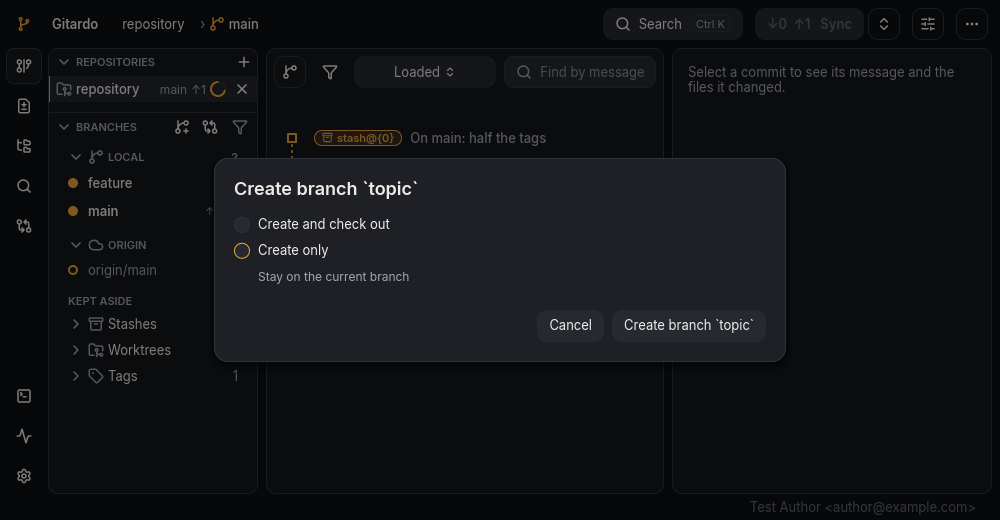 Gitardo
repository
main
Search
Ctrl K
↓0 ↑1 Sync
REPOSITORIES
repository
main ↑1
BRANCHES
LOCAL
2
feature
main
↑
ORIGIN
origin/main
KEPT ASIDE
Stashes
Worktrees
Tags
1
Loaded
Find by message
stash@{0}
On main: half the tags
Select a commit to see its message and the
files it changed.
Create branch `topic`
Create and check out
Create only
Stay on the current branch
Cancel
Create branch `topic`
Test Author <author@example.com>